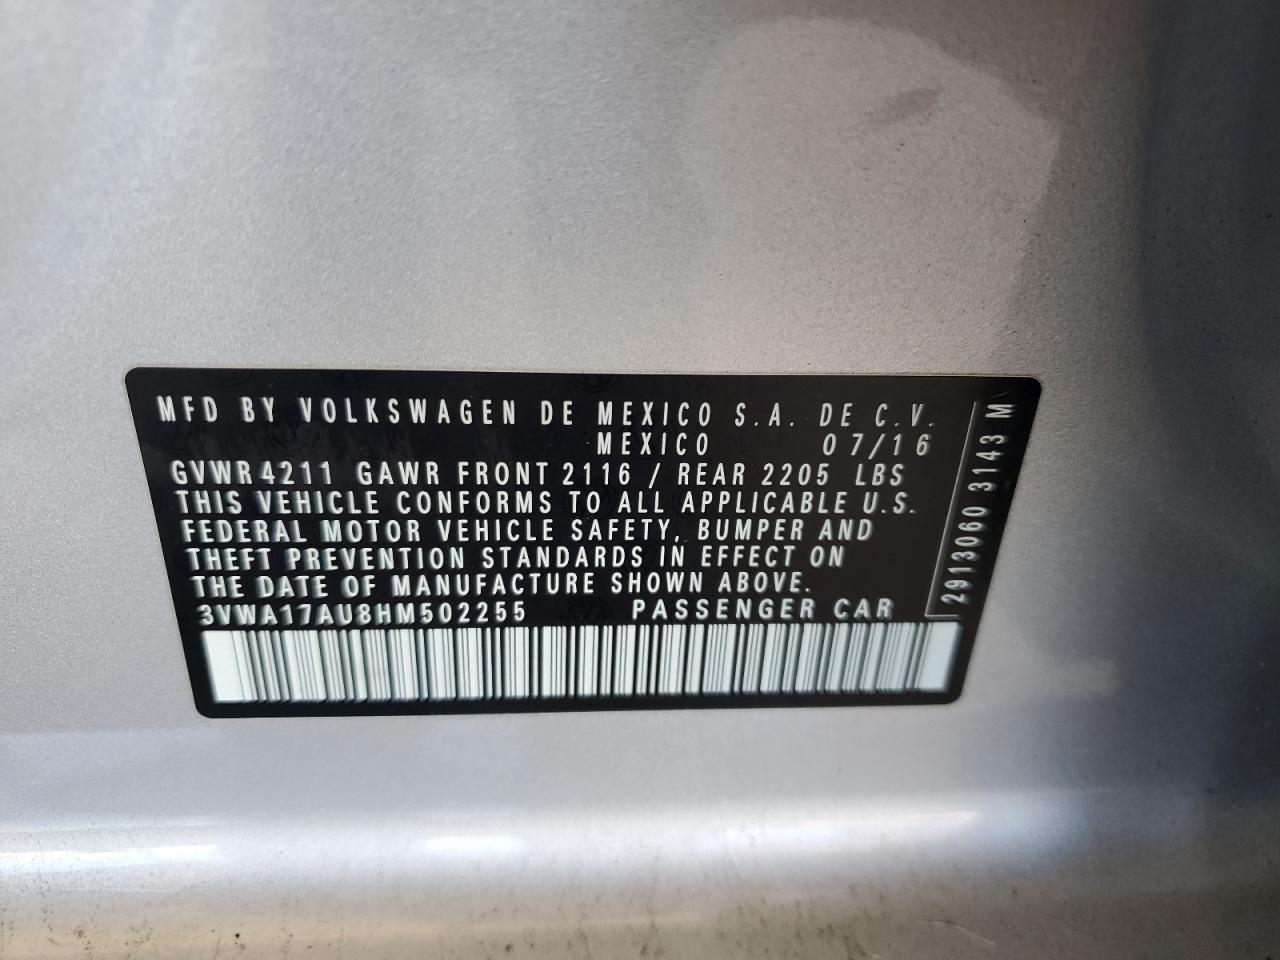 MFD BY VOLKSWAGEN DE MEXICO S.A. DE C.V.
MEXICO 07/16
GVWR 4211 GAWR FRONT 2116 / REAR 2205 LBS
THIS VEHICLE CONFORMS TO ALL APPLICABLE U.S.
FEDERAL MOTOR VEHICLE SAFETY, BUMPER AND
THEFT PREVENTION STANDARDS IN EFFECT ON
THE DATE OF MANUFACTURE SHOWN ABOVE.
3VWA17AU8HM502255 PASSENGER CAR
2913060 3143 M